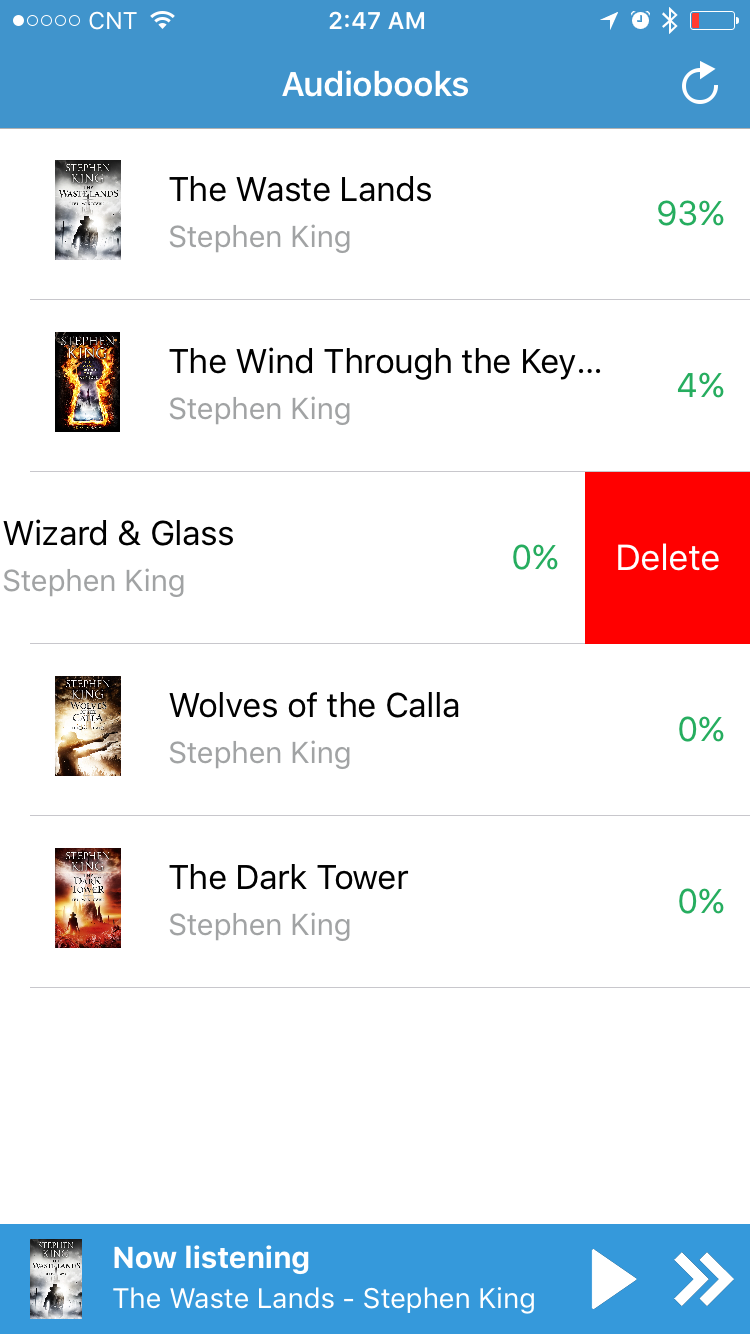 CNT 2:47 AM
Audiobooks
STEPHEN
KING
THE
WASTE LANDS
The Waste Lands
Stephen King
93%
STEPHEN
KING
The Wind Through the Key...
Stephen King
4%
Wizard & Glass
Stephen King
0%
Delete
STEPHEN
KING
WOLVES
OF THE
CALLA
Wolves of the Calla
Stephen King
0%
STEPHEN
KING
THE
DARK
TOWER
The Dark Tower
Stephen King
0%
STEPHEN
KING
WASTE LANDS
Now listening
The Waste Lands - Stephen King